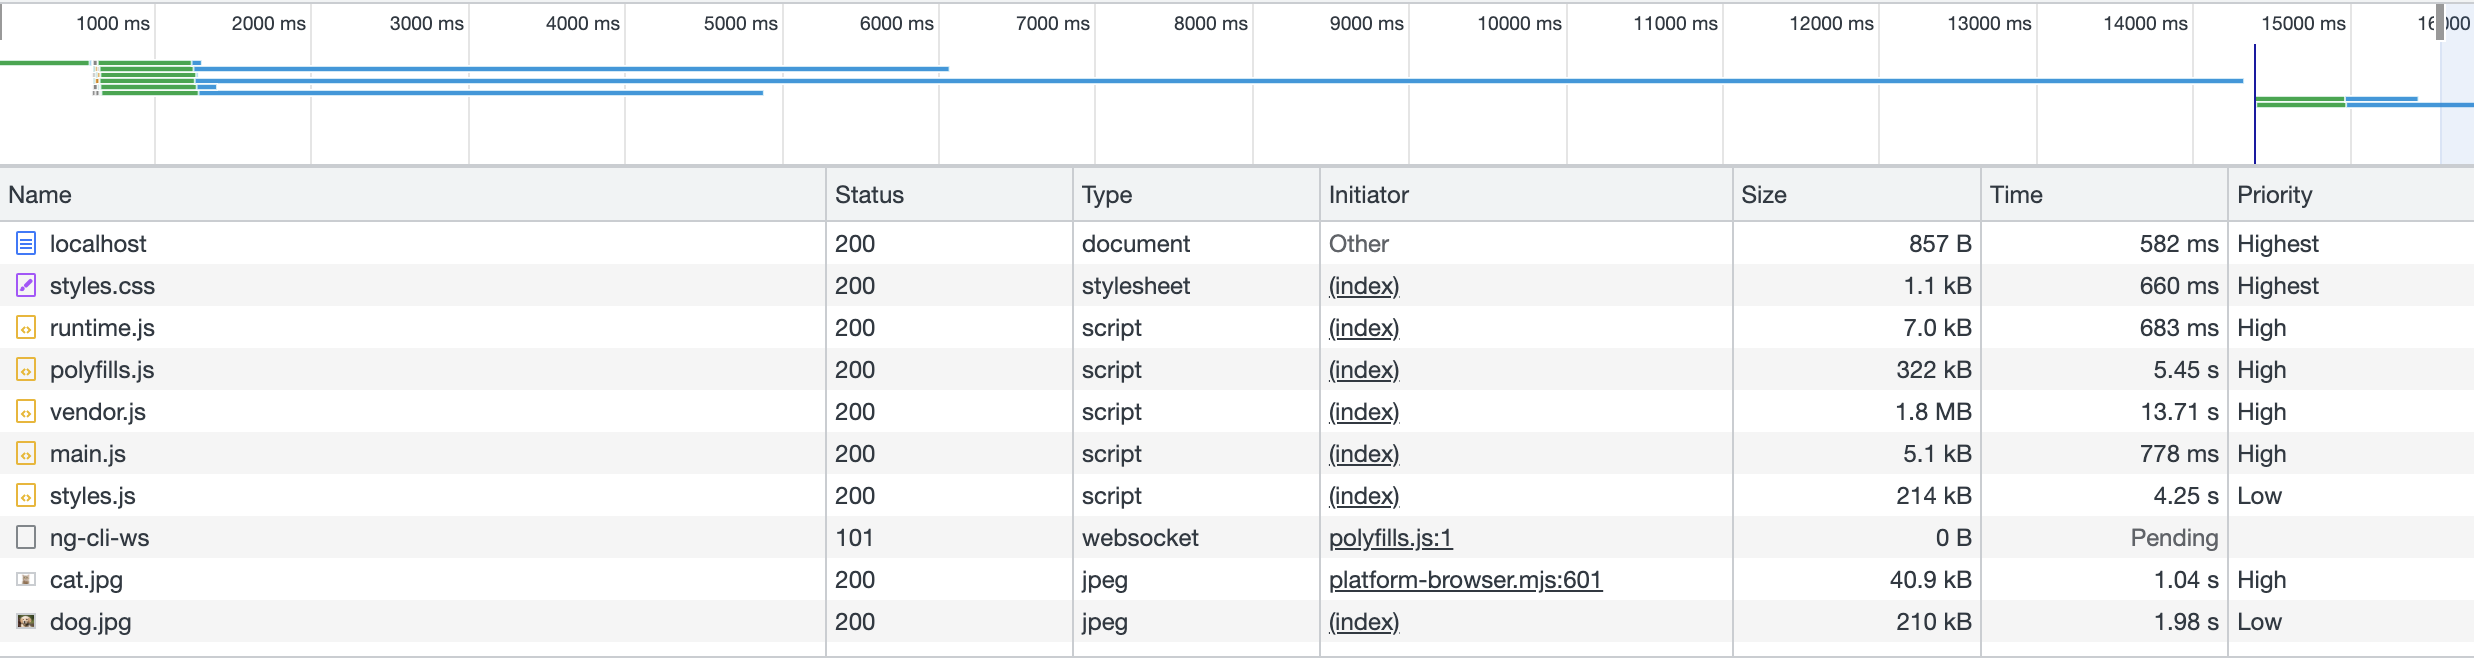 1000 ms 2000 ms 3000 ms 4000 ms 5000 ms 6000 ms 7000 ms 8000 ms 9000 ms 10000 ms 11000 ms 12000 ms 13000 ms 14000 ms 15000 ms
Name Status Type Initiator Size Time Priority
localhost 200 document Other 857 B 582 ms Highest
styles.css 200 stylesheet (index) 1.1 kB 660 ms Highest
runtime.js 200 script (index) 7.0 kB 683 ms High
polyfills.js 200 script (index) 322 kB 5.45 s High
vendor.js 200 script (index) 1.8 MB 13.71 s High
main.js 200 script (index) 5.1 kB 778 ms High
styles.js 200 script (index) 214 kB 4.25 s Low
ng-cli-ws 101 websocket polyfills.js:1 0 B Pending
cat.jpg 200 jpeg platform-browser.mjs:601 40.9 kB 1.04 s High
dog.jpg 200 jpeg (index) 210 kB 1.98 s Low